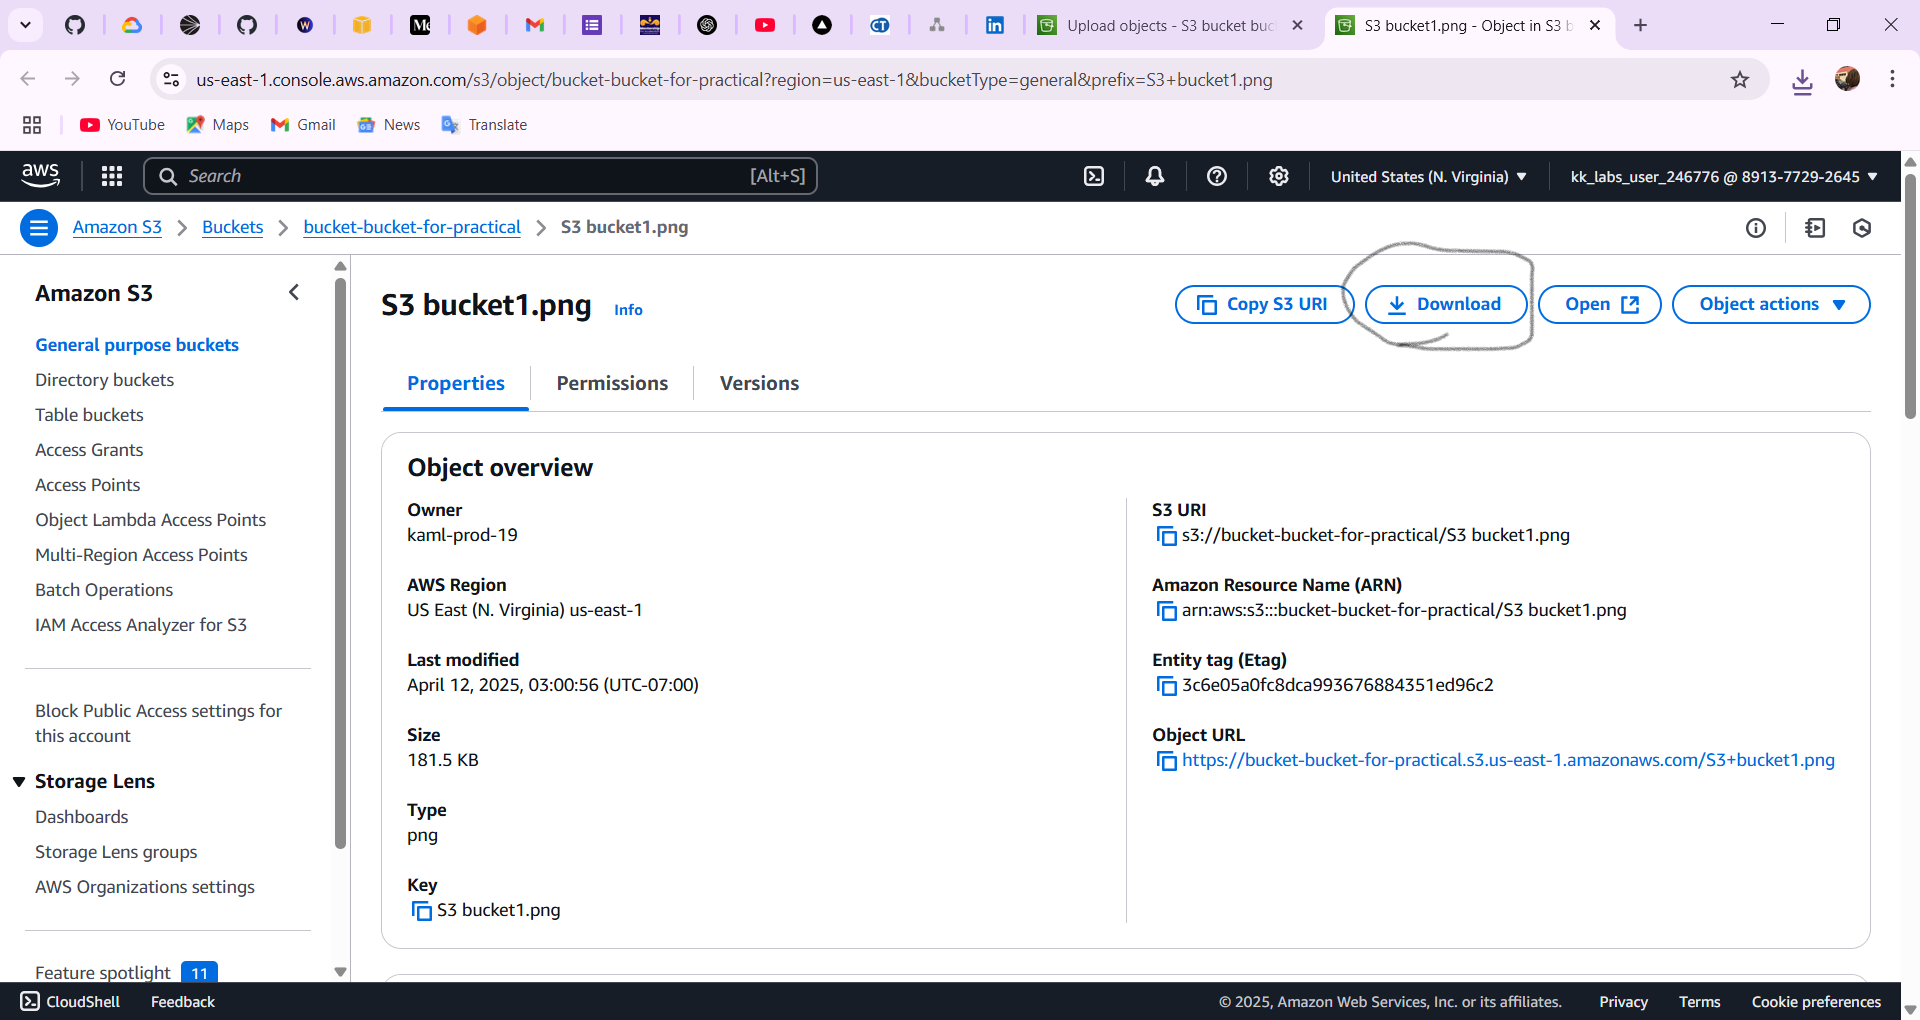 Upload objects - S3 bucket buc
S3 bucket1.png - Object in S3 b
us-east-1.console.aws.amazon.com/s3/object/bucket-bucket-for-practical?region=us-east-1&bucketType=general&prefix=S3+bucket1.png
YouTube Maps Gmail News Translate
aws Search [Alt+S] United States (N. Virginia) kk_labs_user_246776 @ 8913-7729-2645
Amazon S3 Buckets bucket-bucket-for-practical S3 bucket1.png
Amazon S3
General purpose buckets
Directory buckets
Table buckets
Access Grants
Access Points
Object Lambda Access Points
Multi-Region Access Points
Batch Operations
IAM Access Analyzer for S3
Block Public Access settings for
this account
Storage Lens
Dashboards
Storage Lens groups
AWS Organizations settings
Feature spotlight 11
S3 bucket1.png Info
Copy S3 URI Download Open Object actions
Properties Permissions Versions
Object overview
Owner
kaml-prod-19
AWS Region
US East (N. Virginia) us-east-1
Last modified
April 12, 2025, 03:00:56 (UTC-07:00)
Size
181.5 KB
Type
png
Key
S3 bucket1.png
S3 URI
s3://bucket-bucket-for-practical/S3 bucket1.png
Amazon Resource Name (ARN)
arn:aws:s3:::bucket-bucket-for-practical/S3 bucket1.png
Entity tag (Etag)
3c6e05a0fc8dca993676884351ed96c2
Object URL
https://bucket-bucket-for-practical.s3.us-east-1.amazonaws.com/S3+bucket1.png
CloudShell Feedback © 2025, Amazon Web Services, Inc. or its affiliates. Privacy Terms Cookie preferences